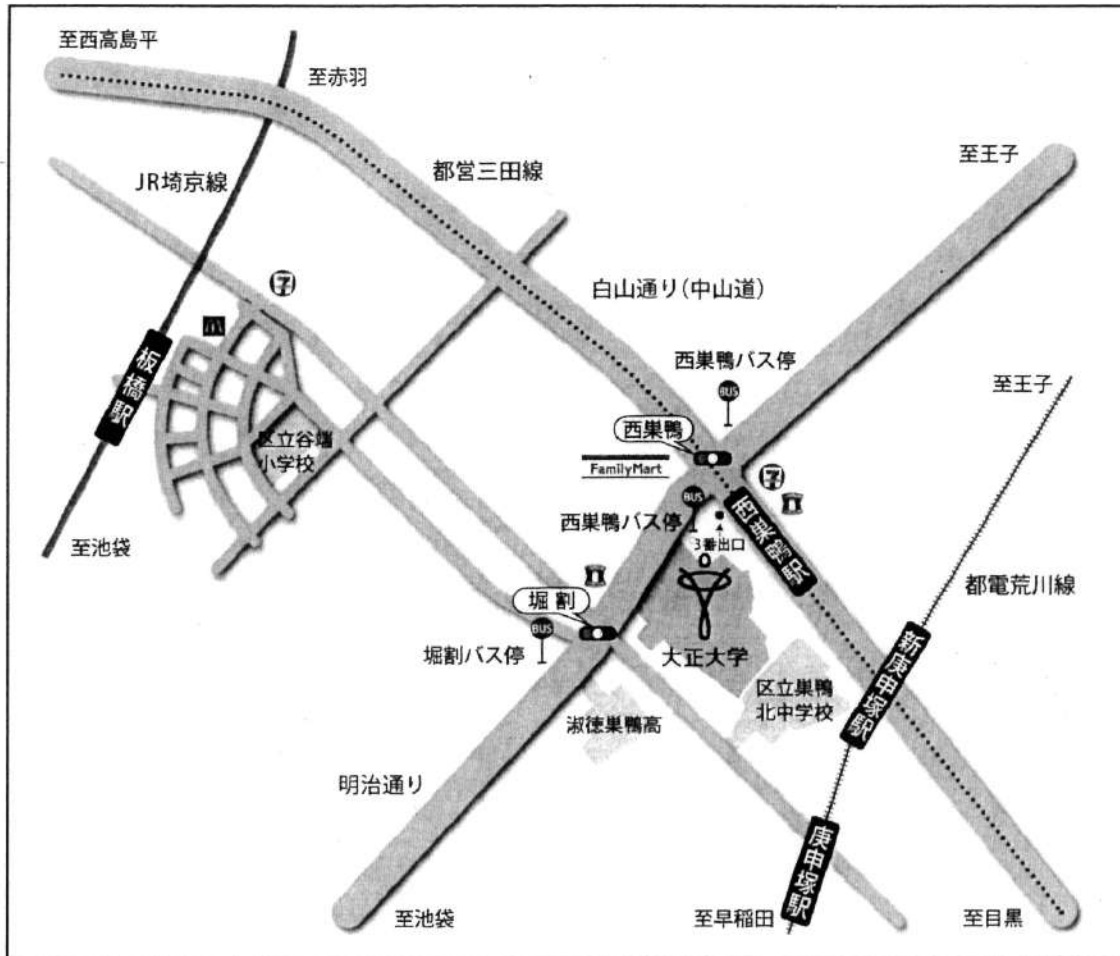 至西高島平
至赤羽
JR埼京線
都営三田線
至王子
白山通り(中山道)
西巣鴨バス停
BUS
至王子
板橋駅
区立谷端
小学校
西巣鴨
FamilyMart
7
7
BUS
西巣鴨バス停
3番出口
西巣鴨駅
至池袋
都電荒川線
堀割
BUS
堀割バス停
大正大学
新庚申塚駅
区立巣鴨
北中学校
淑徳巣鴨高
明治通り
庚申塚駅
至池袋
至早稲田
至目黒